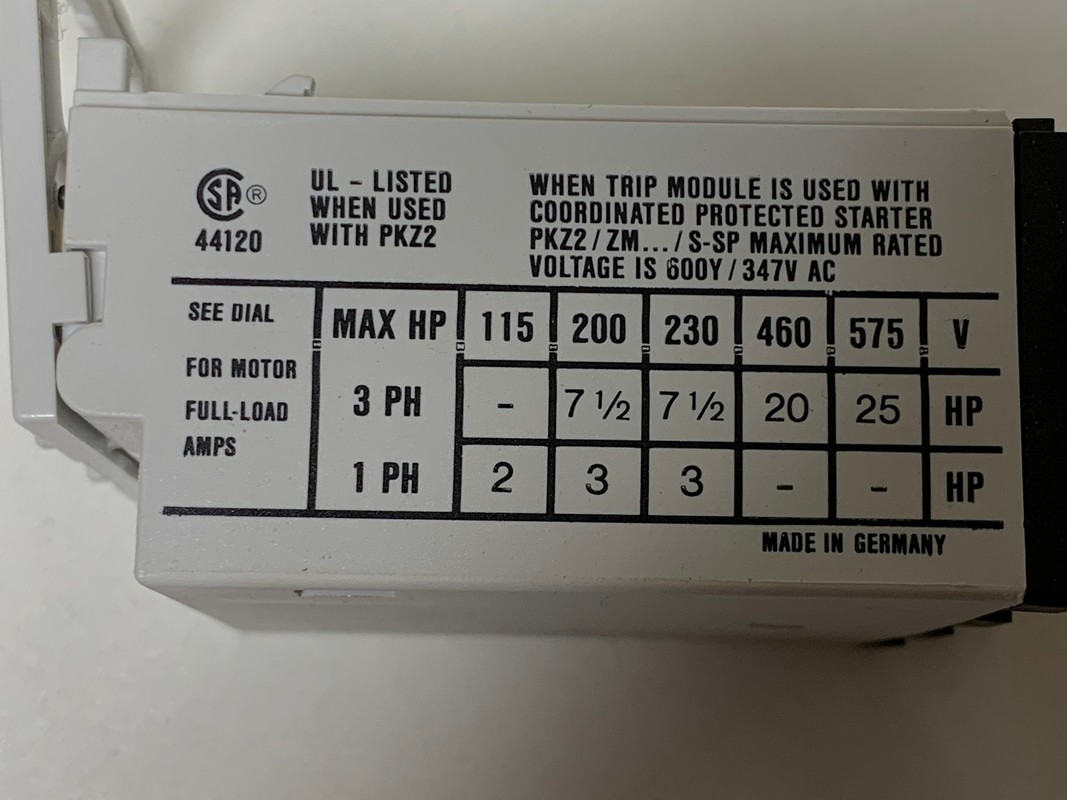 SA ®
44120
UL - LISTED
WHEN USED
WITH PKZ2
WHEN TRIP MODULE IS USED WITH
COORDINATED PROTECTED STARTER
PKZ2/ZM.../S-SP MAXIMUM RATED
VOLTAGE IS 600Y/347V AC
SEE DIAL
FOR MOTOR
FULL-LOAD
AMPS
MAX HP 115 200 230 460 575 V
3 PH - 7 ½ 7 ½ 20 25 HP
1 PH 2 3 3 - - HP
MADE IN GERMANY